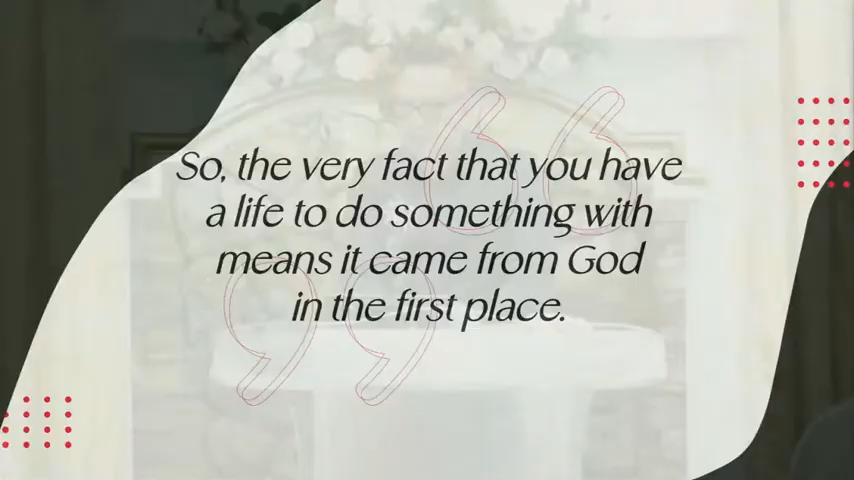 So, the very fact that you have
a life to do something with
means it came from God
in the first place.